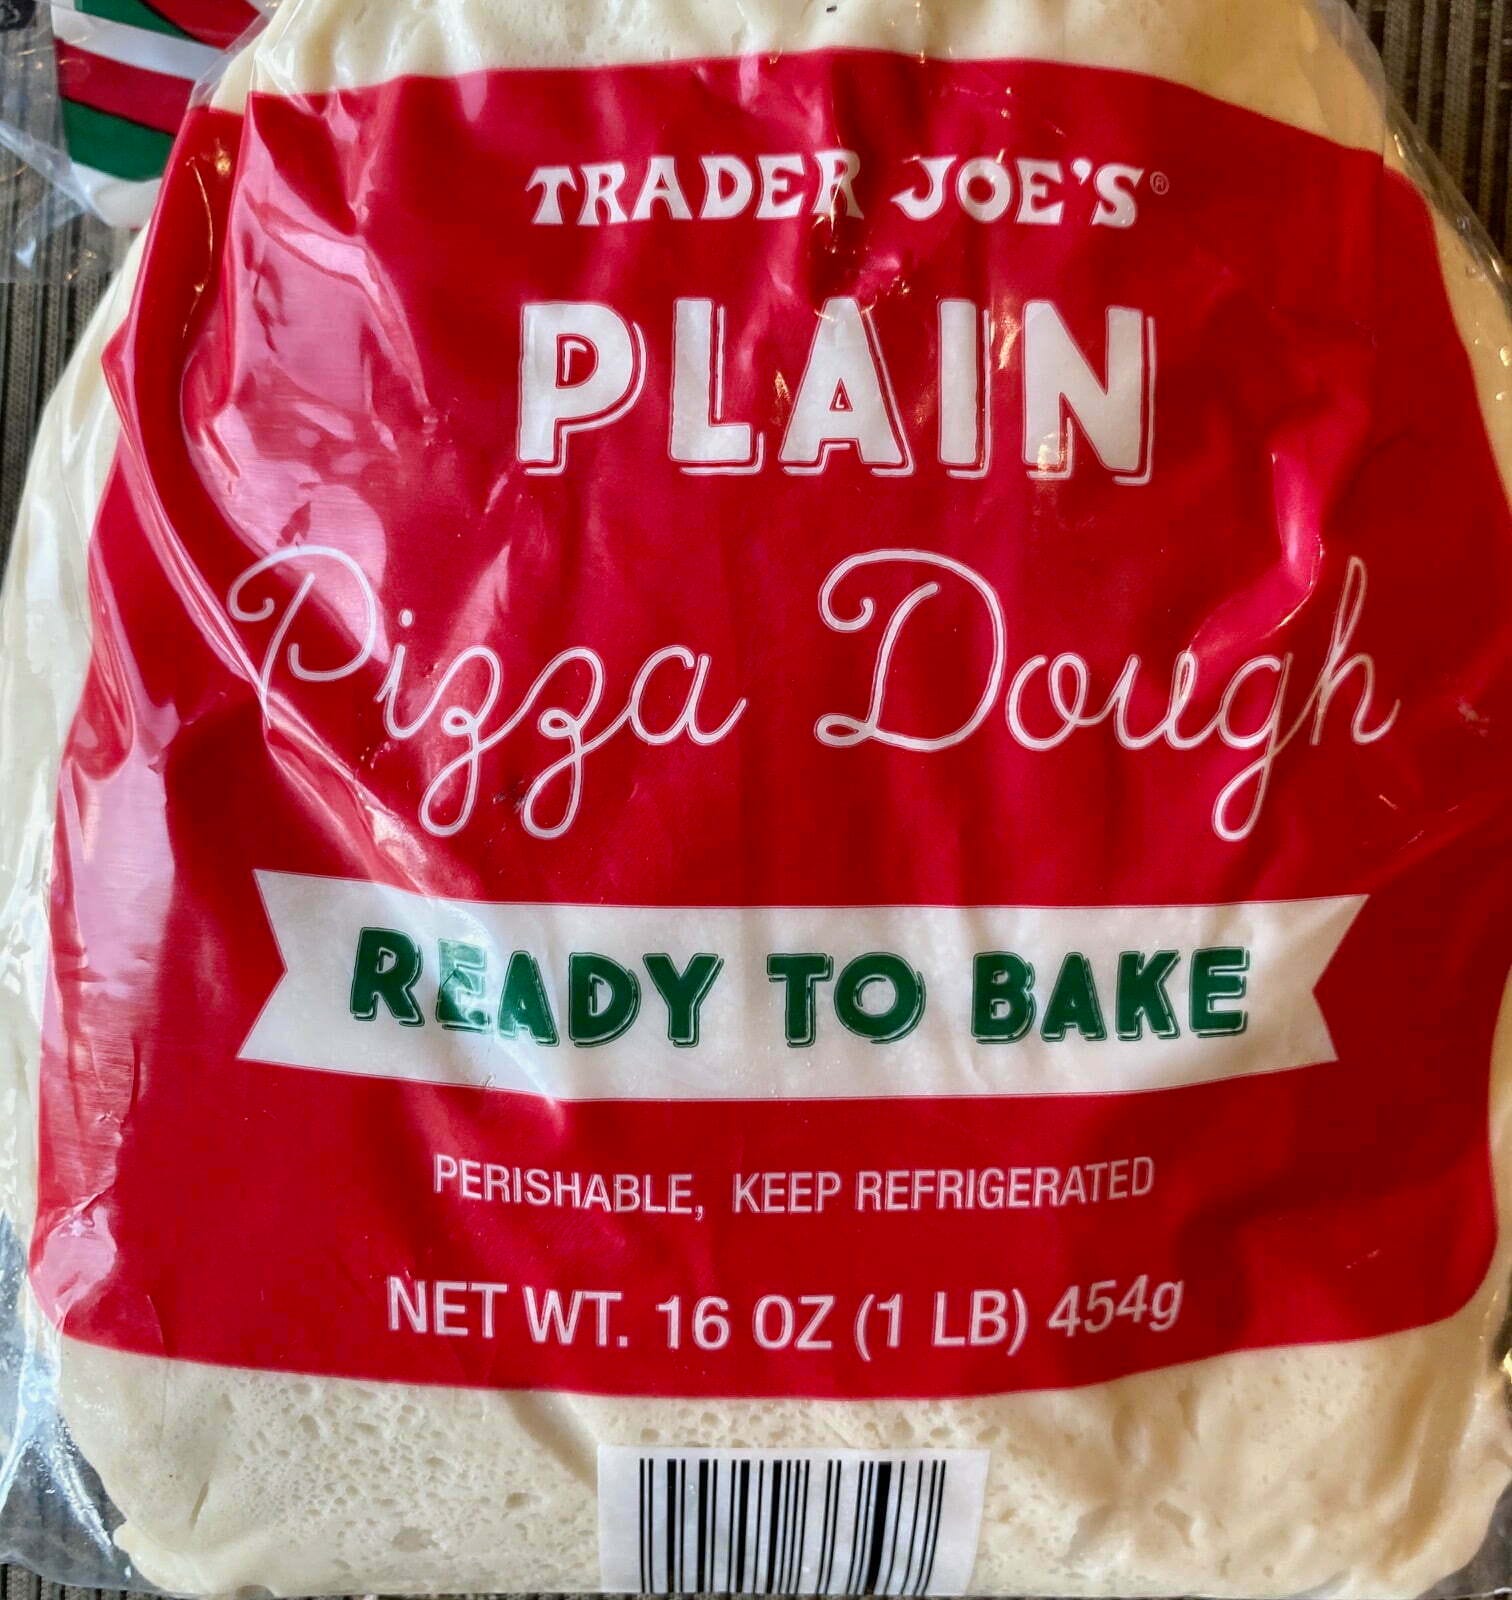 TRADER JOE'S®
PLAIN
Pizza Dough
READY TO BAKE
PERISHABLE, KEEP REFRIGERATED
NET WT. 16 OZ (1 LB) 454g